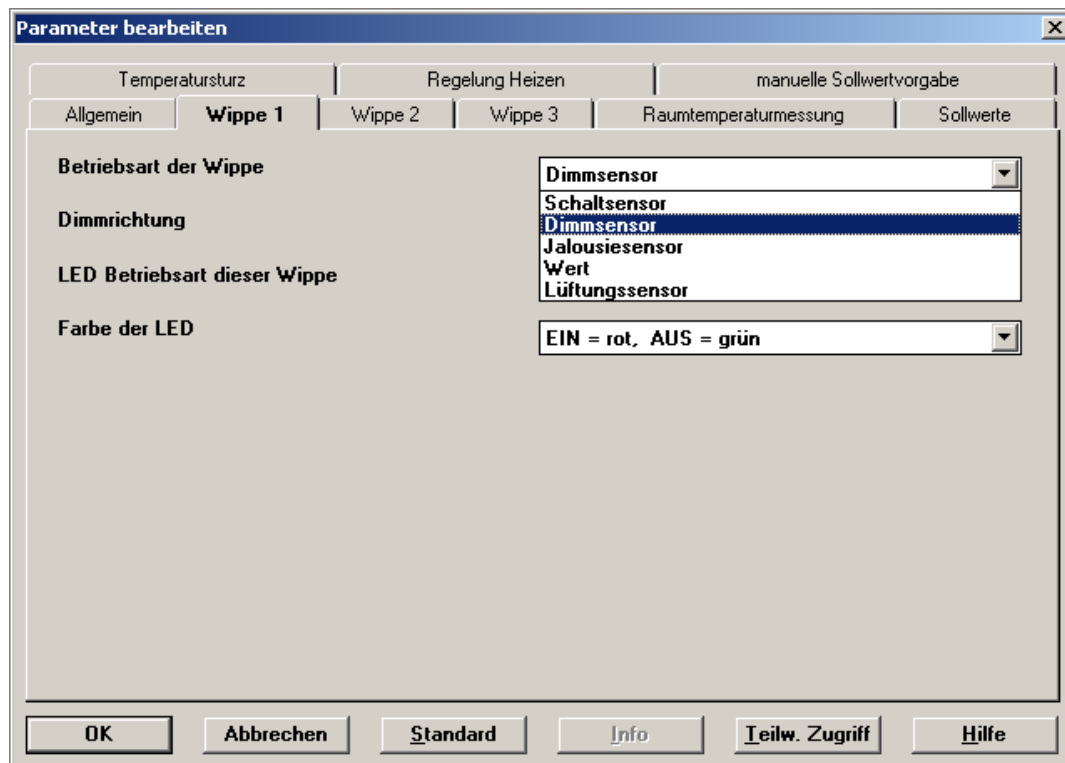 Parameter bearbeiten
Temperatursturz Regelung Heizen manuelle Sollwertvorgabe
Allgemein Wippe 1 Wippe 2 Wippe 3 Raumtemperaturmessung Sollwerte
Betriebsart der Wippe Dimmsensor
Schaltsensor
Dimmrichtung Dimmsensor
Jalousiesensor
LED Betriebsart dieser Wippe Wert
Lüftungssensor
Farbe der LED EIN = rot, AUS = grün
OK Abbrechen Standard Info Teilw. Zugriff Hilfe